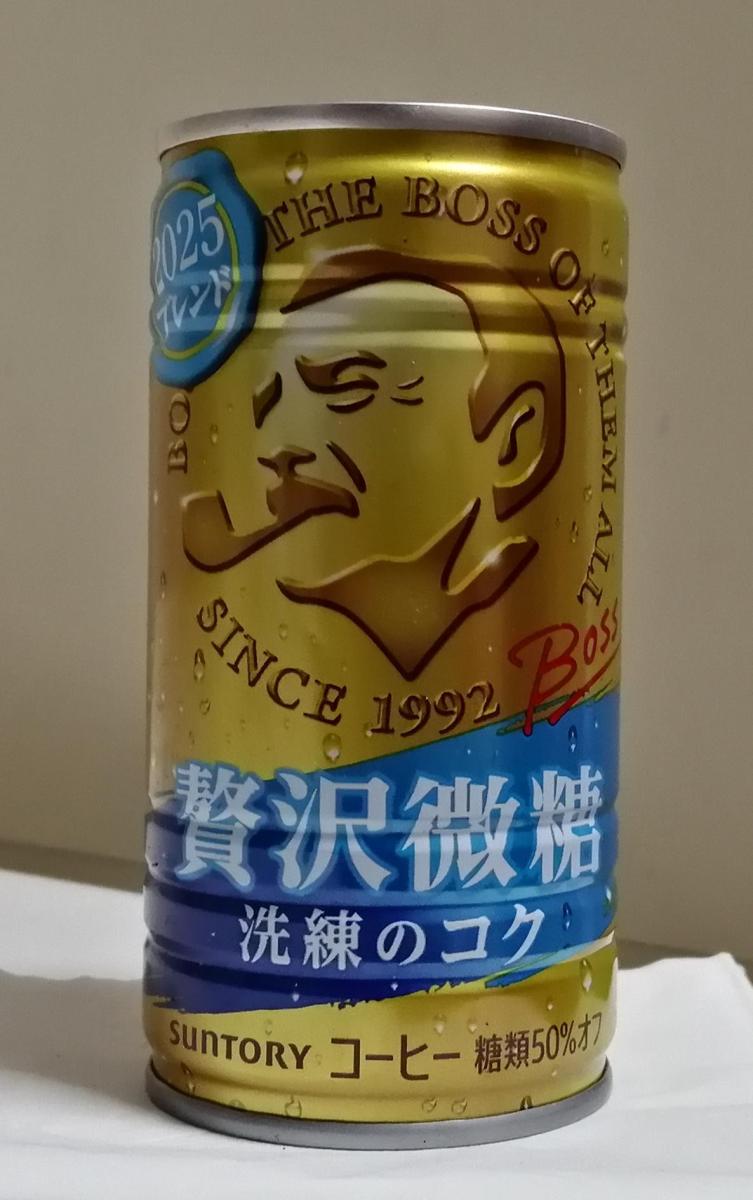 2025
ブレンド
THE BOSS OF THEM ALL
SINCE 1992
BOSS
贅沢微糖
洗練のコク
SUNTORY コーヒー 糖類50%オフ